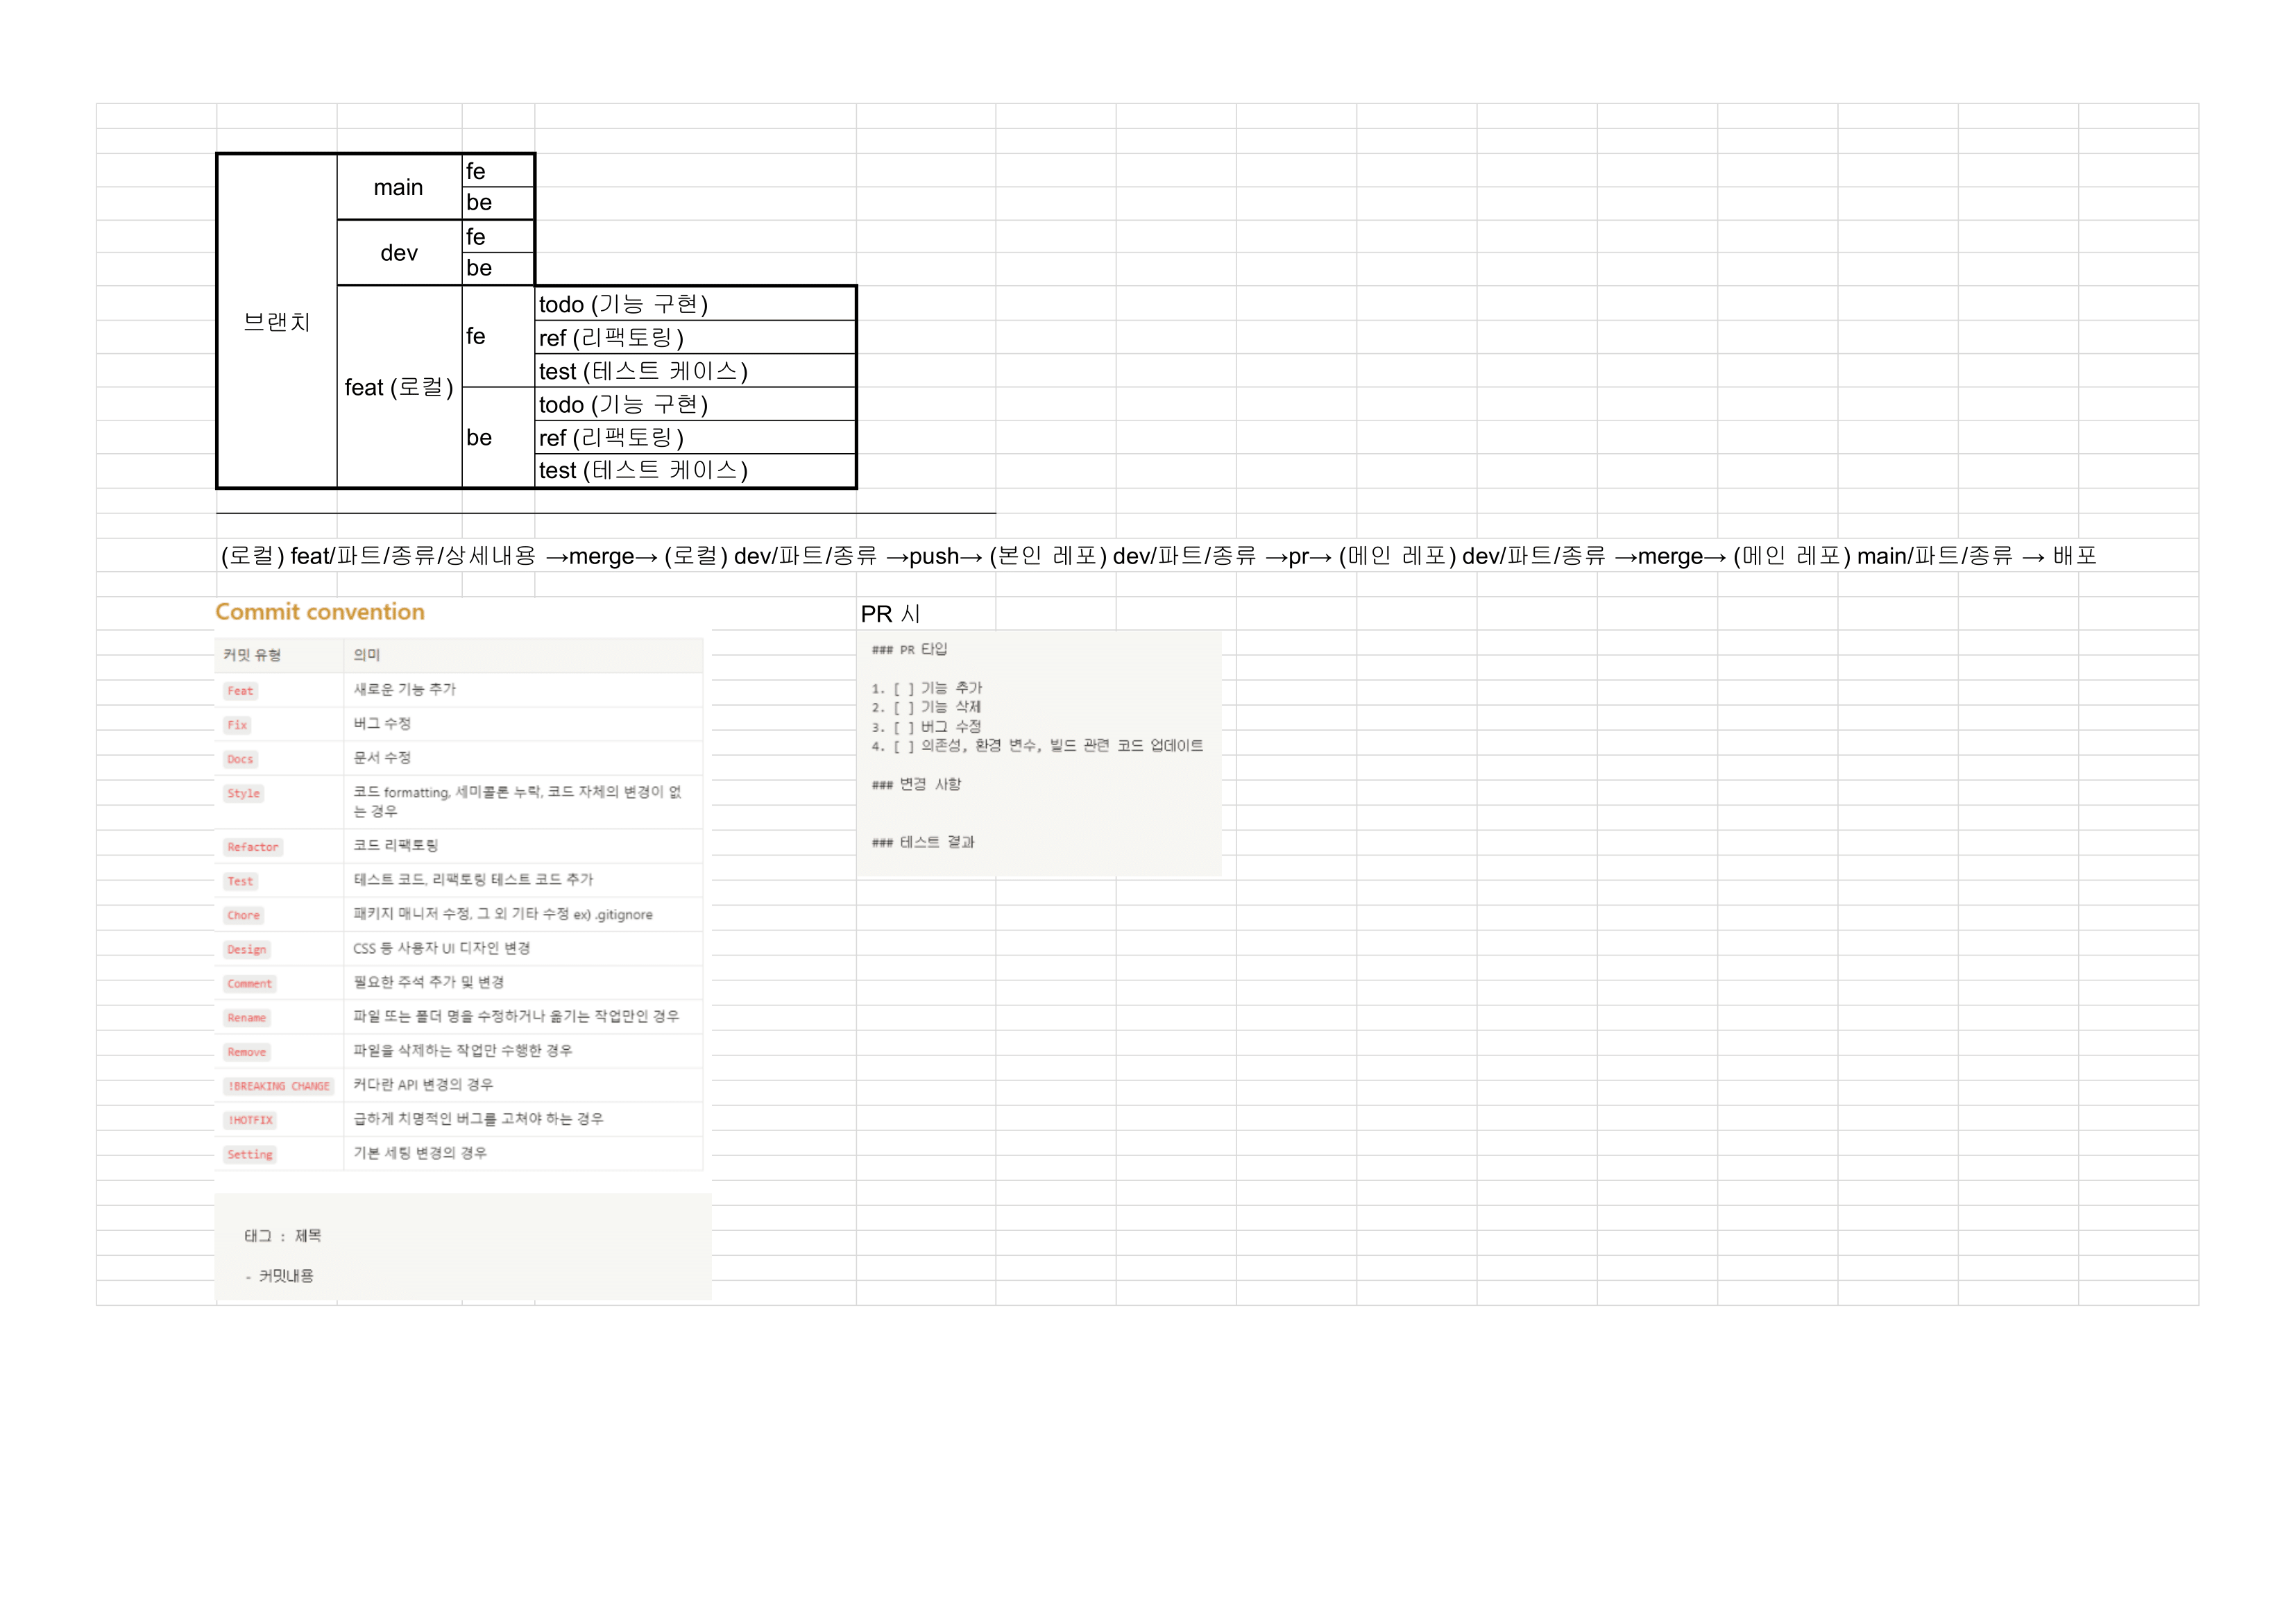 브랜치
main
fe
be
dev
fe
be
feat (로컬)
fe
todo (기능 구현)
ref (리팩토링)
test (테스트 케이스)
be
todo (기능 구현)
ref (리팩토링)
test (테스트 케이스)
(로컬) feat/파트/종류/상세내용 →merge→ (로컬) dev/파트/종류 →push→ (본인 레포) dev/파트/종류 →pr→ (메인 레포) dev/파트/종류 →merge→ (메인 레포) main/파트/종류 → 배포
Commit convention
커밋 유형 의미
Feat 새로운 기능 추가
Fix 버그 수정
Docs 문서 수정
Style 코드 formatting, 세미콜론 누락, 코드 자체의 변경이 없
는 경우
Refactor 코드 리팩토링
Test 테스트 코드, 리팩토링 테스트 코드 추가
Chore 패키지 매니저 수정, 그 외 기타 수정 ex) .gitignore
Design CSS 등 사용자 UI 디자인 변경
Comment 필요한 주석 추가 및 변경
Rename 파일 또는 폴더 명을 수정하거나 옮기는 작업만인 경우
Remove 파일을 삭제하는 작업만 수행한 경우
!BREAKING CHANGE 커다란 API 변경의 경우
!HOTFIX 급하게 치명적인 버그를 고쳐야 하는 경우
Setting 기본 세팅 변경의 경우
태그 : 제목
- 커밋내용
PR 시
### PR 타입
1. [ ] 기능 추가
2. [ ] 기능 삭제
3. [ ] 버그 수정
4. [ ] 의존성, 환경 변수, 빌드 관련 코드 업데이트
### 변경 사항
### 테스트 결과